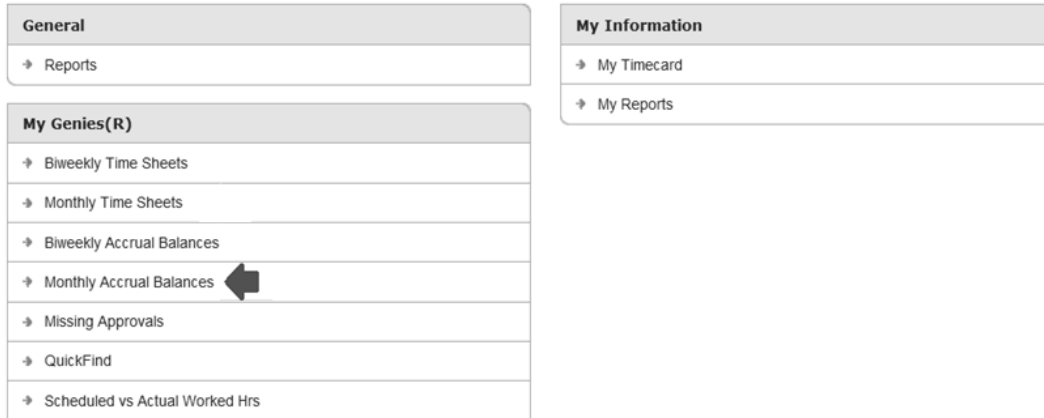 General
Reports
My Genies(R)
Biweekly Time Sheets
Monthly Time Sheets
Biweekly Accrual Balances
Monthly Accrual Balances
Missing Approvals
QuickFind
Scheduled vs Actual Worked Hrs
My Information
My Timecard
My Reports